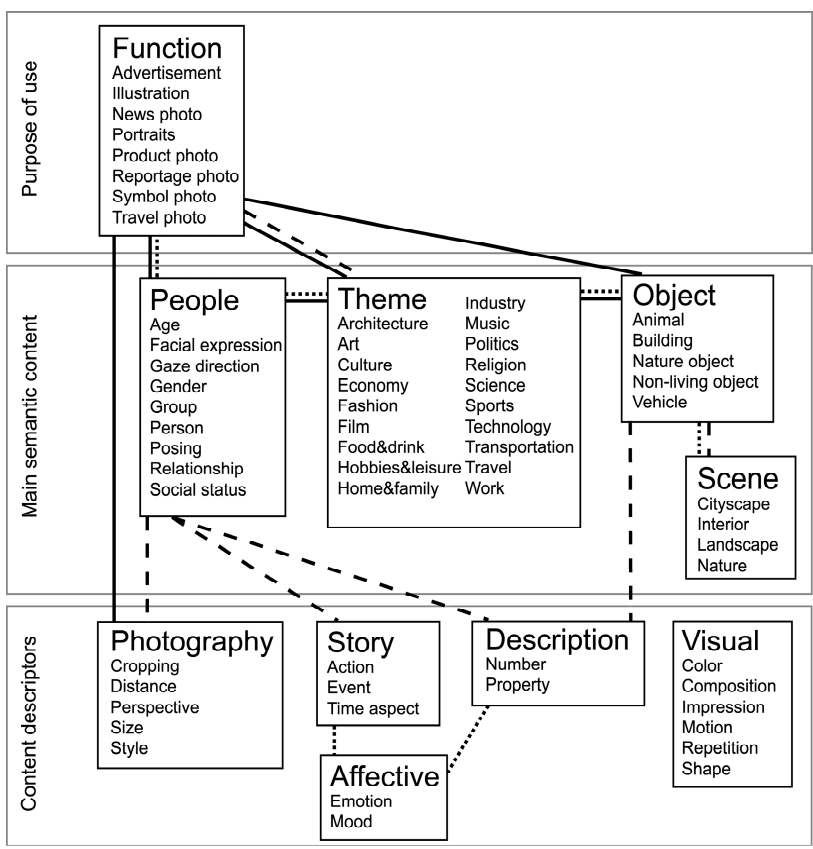 Purpose of use
Function
Advertisement
Illustration
News photo
Portraits
Product photo
Reportage photo
Symbol photo
Travel photo
Main semantic content
People
Age
Facial expression
Gaze direction
Gender
Group
Person
Posing
Relationship
Social status
Theme
Architecture
Art
Culture
Economy
Fashion
Film
Food&drink
Hobbies&leisure
Home&family
Industry
Music
Politics
Religion
Science
Sports
Technology
Transportation
Travel
Work
Object
Animal
Building
Nature object
Non-living object
Vehicle
Scene
Cityscape
Interior
Landscape
Nature
Content descriptors
Photography
Cropping
Distance
Perspective
Size
Style
Story
Action
Event
Time aspect
Description
Number
Property
Visual
Color
Composition
Impression
Motion
Repetition
Shape
Affective
Emotion
Mood